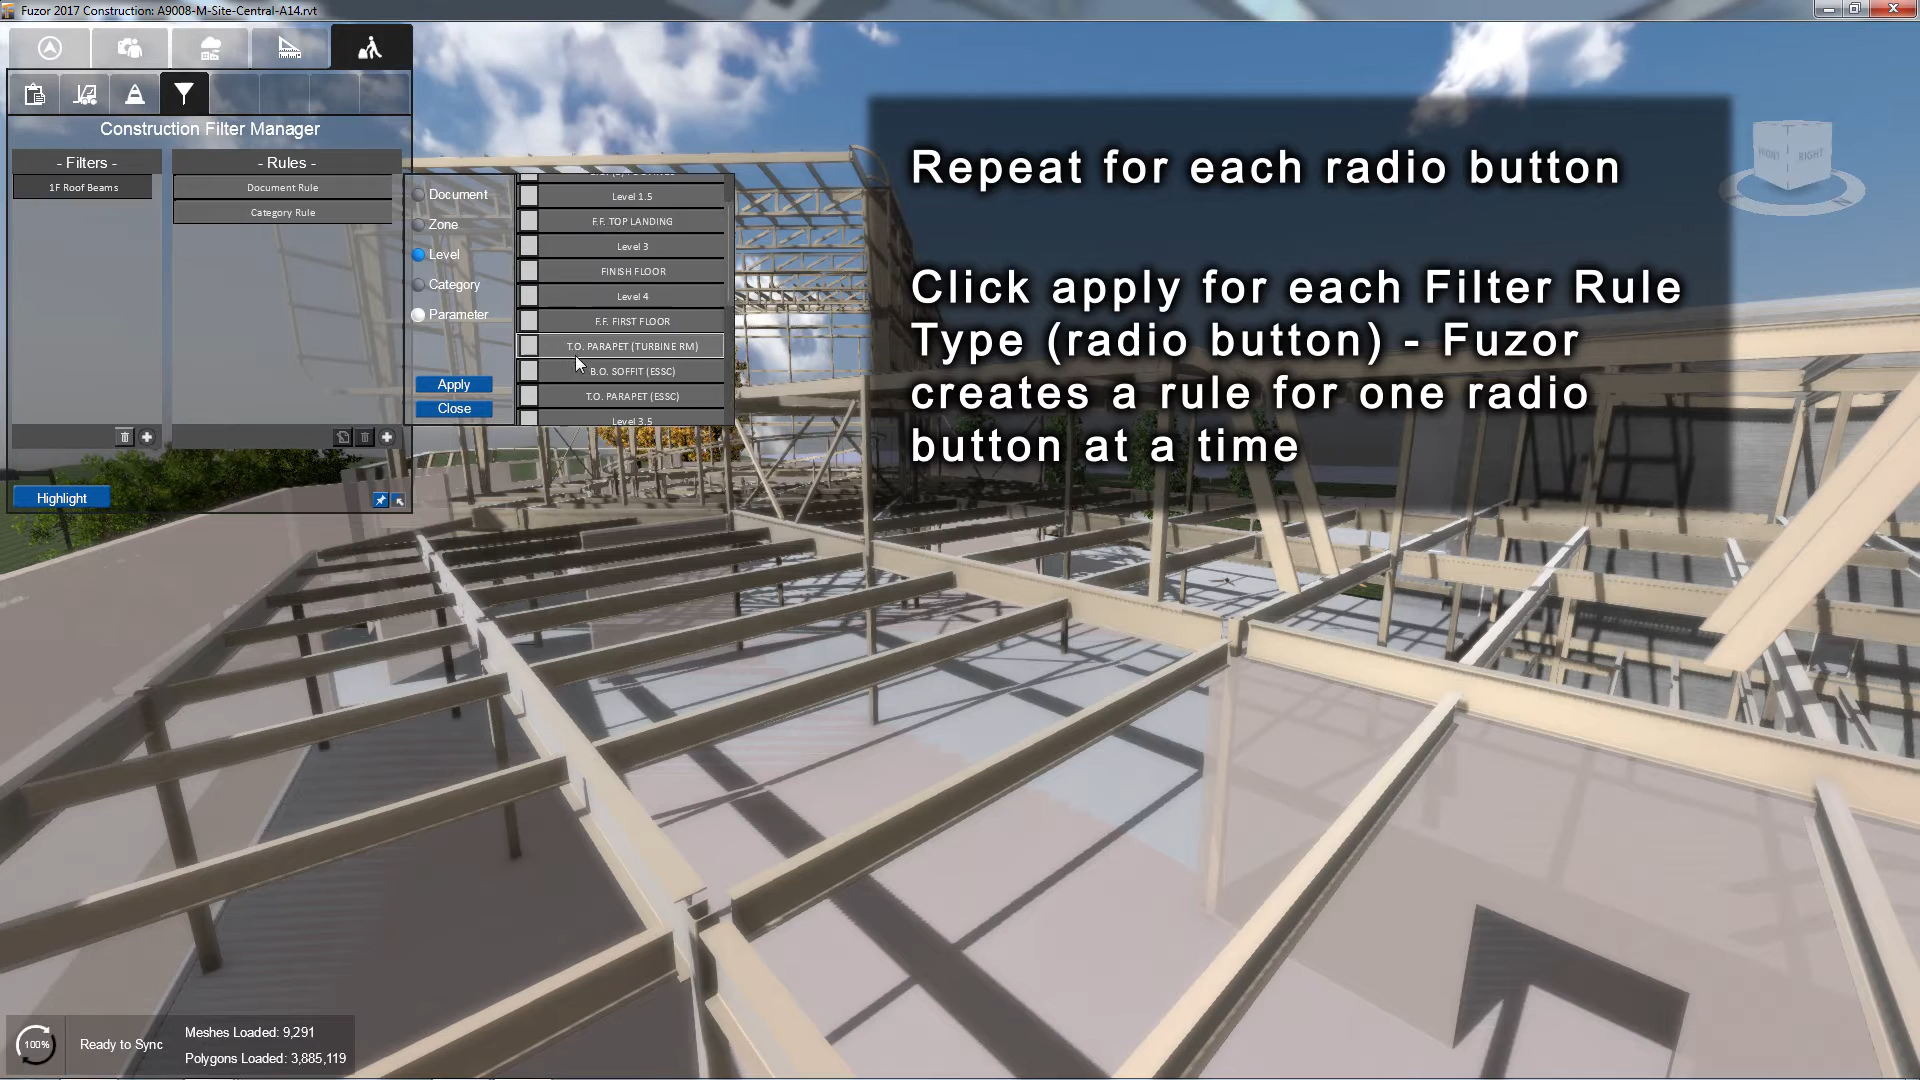 Fuzor 2017 Construction: A9008-M-Site-Central-A14.rvt
Construction Filter Manager
- Filters -
- Rules -
1F Roof Beams
Document Rule
Category Rule
Document
Zone
Level
Category
Parameter
Apply
Close
Level 1.5
F.F. TOP LANDING
Level 3
FINISH FLOOR
Level 4
F.F. FIRST FLOOR
T.O. PARAPET (TURBINE RM)
B.O. SOFFIT (ESSC)
T.O. PARAPET (ESSC)
Level 3.5
Highlight
Repeat for each radio button
Click apply for each Filter Rule
Type (radio button) - Fuzor
creates a rule for one radio
button at a time
FRONT
RIGHT
100%
Ready to Sync
Meshes Loaded: 9,291
Polygons Loaded: 3,885,119